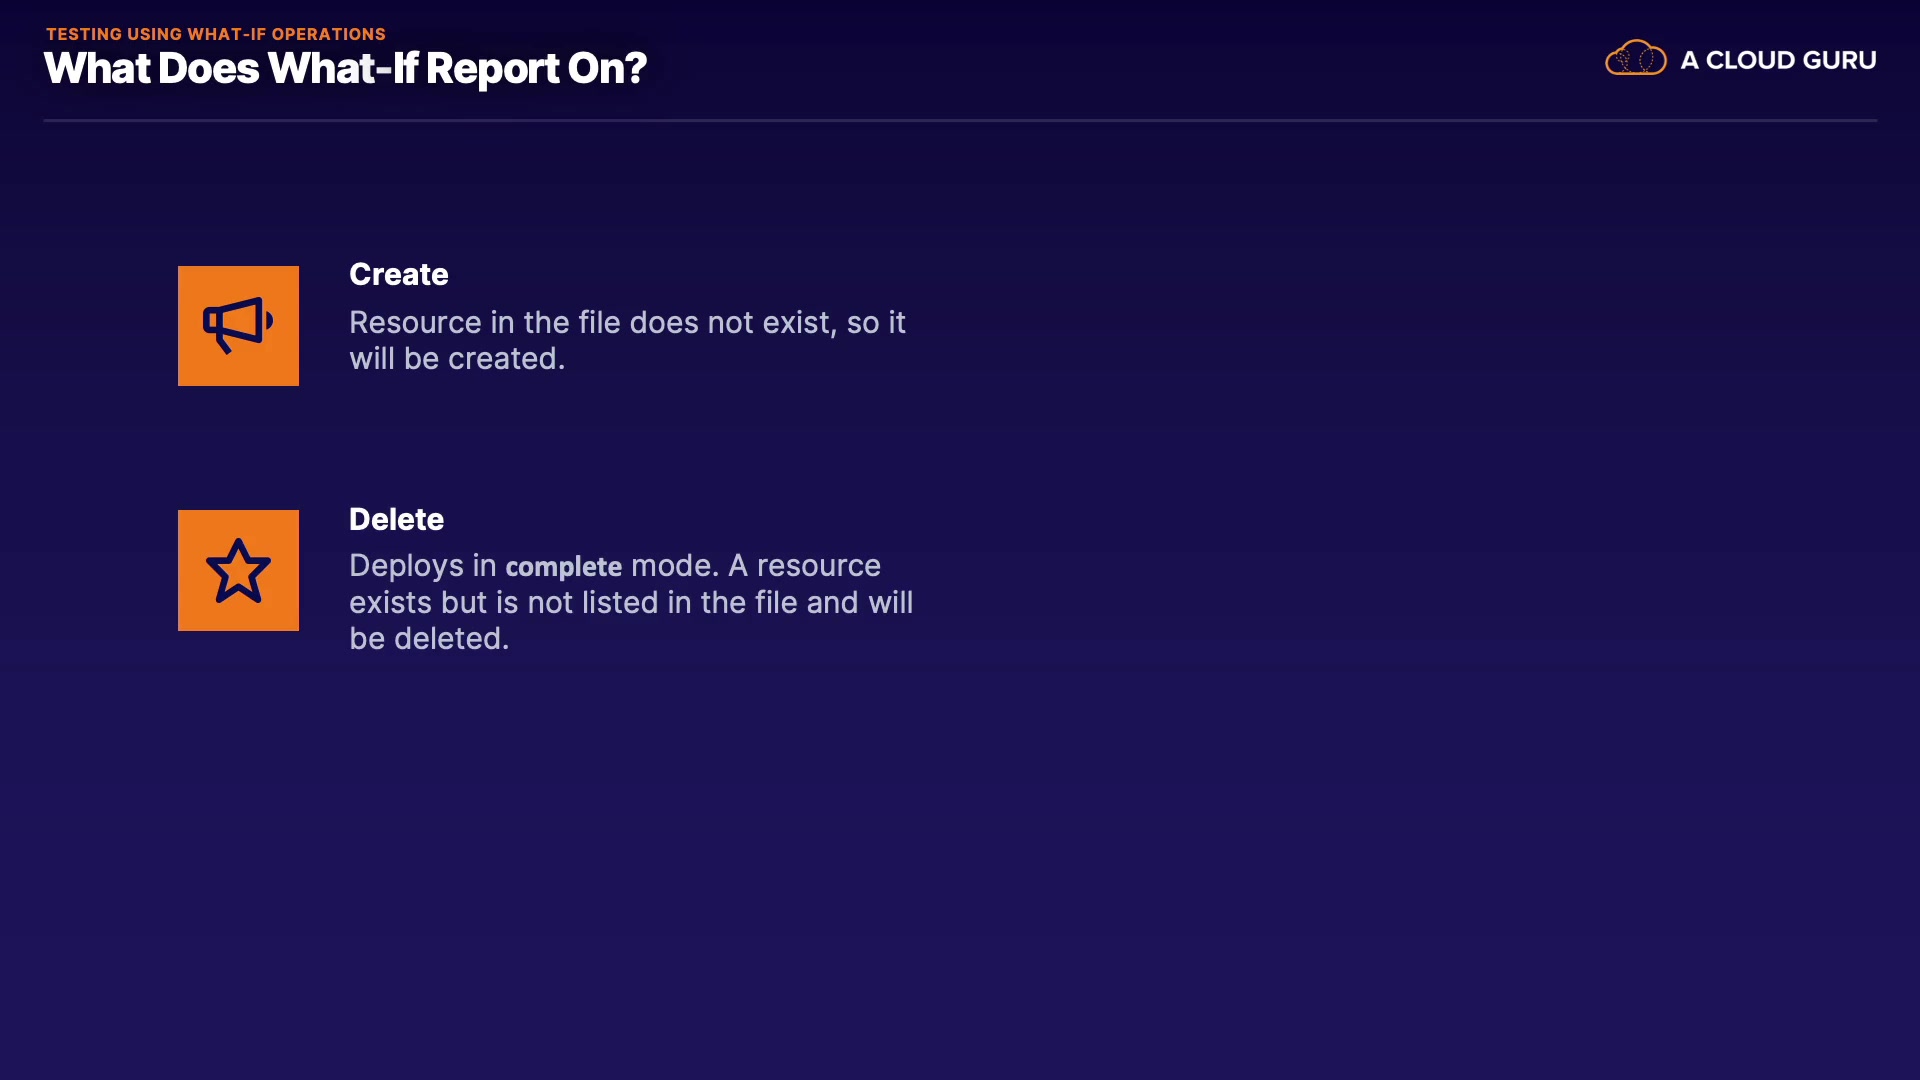 TESTING USING WHAT-IF OPERATIONS
What Does What-If Report On?
A CLOUD GURU
Create
Resource in the file does not exist, so it
will be created.
Delete
Deploys in complete mode. A resource
exists but is not listed in the file and will
be deleted.